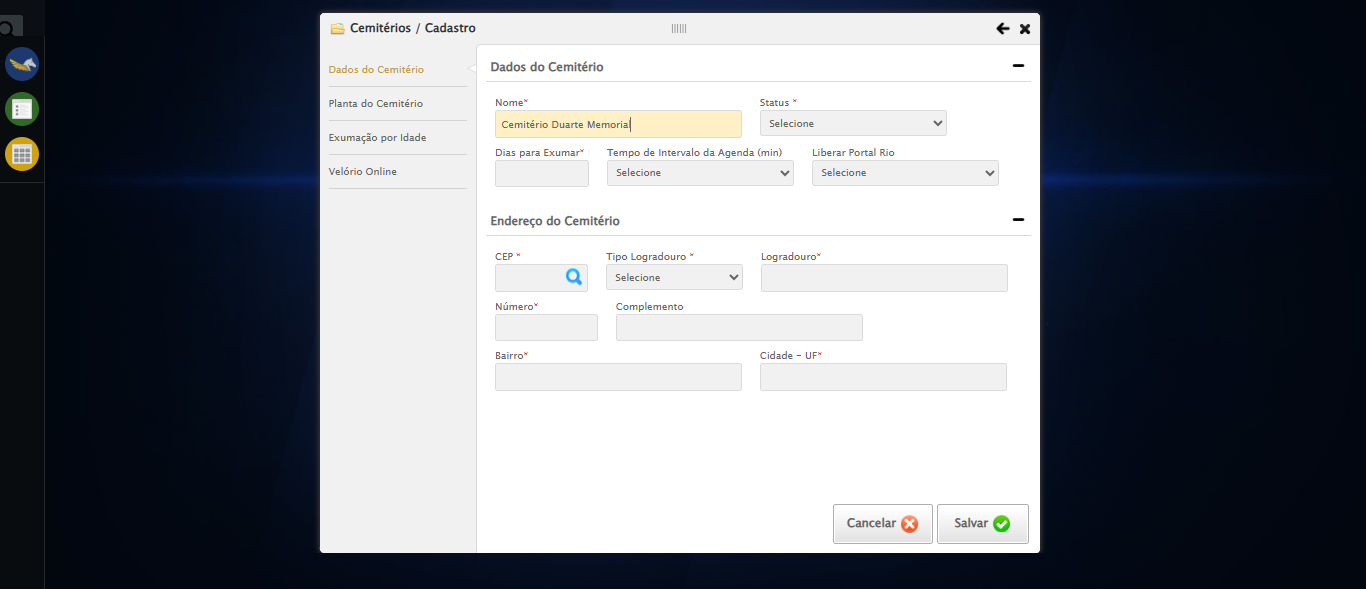 Cemitérios / Cadastro
Dados do Cemitério
Planta do Cemitério
Exumação por Idade
Velório Online
Dados do Cemitério
Nome* Status *
Cemitério Duarte Memorial Selecione
Dias para Exumar* Tempo de Intervalo da Agenda (min) Liberar Portal Rio
Selecione Selecione
Endereço do Cemitério
CEP * Tipo Logradouro * Logradouro*
Selecione
Número* Complemento
Bairro* Cidade - UF*
Cancelar Salvar